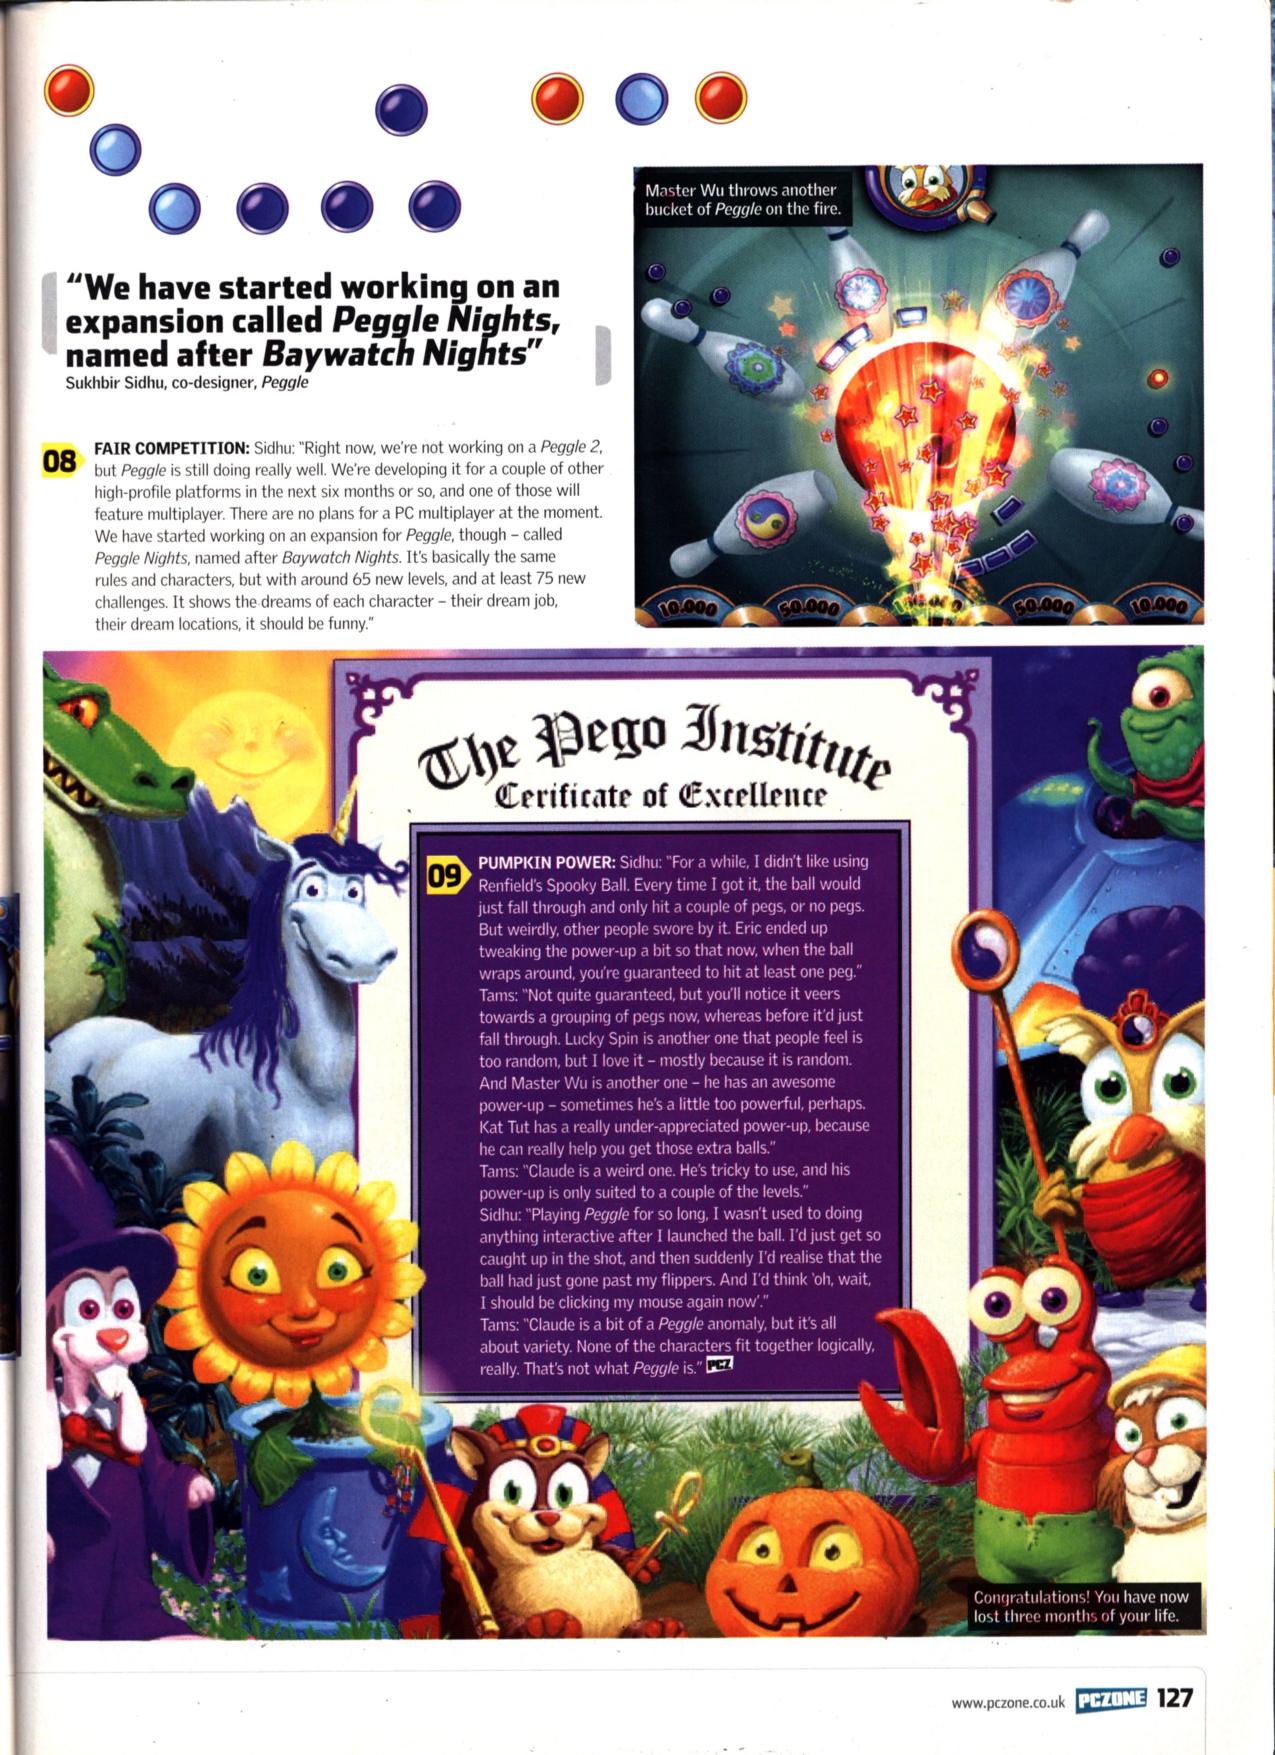 Master Wu throws another
bucket of Peggle on the fire.
“We have started working on an
expansion called Peggle Nights,
named after Baywatch Nights”
Sukhbir Sidhu, co-designer, Peggle
08
FAIR COMPETITION: Sidhu: “Right now, we’re not working on a Peggle 2,
but Peggle is still doing really well. We’re developing it for a couple of other
high-profile platforms in the next six months or so, and one of those will
feature multiplayer. There are no plans for a PC multiplayer at the moment.
We have started working on an expansion for Peggle, though – called
Peggle Nights, named after Baywatch Nights. It’s basically the same
rules and characters, but with around 65 new levels, and at least 75 new
challenges. It shows the dreams of each character – their dream job,
their dream locations, it should be funny.”
10.000 50.000 50.000 10.000
The Pego Institute
Cerificate of Excellence
09
PUMPKIN POWER: Sidhu: “For a while, I didn’t like using
Renfield’s Spooky Ball. Every time I got it, the ball would
just fall through and only hit a couple of pegs, or no pegs.
But weirdly, other people swore by it. Eric ended up
tweaking the power-up a bit so that now, when the ball
wraps around, you’re guaranteed to hit at least one peg.”
Tams: “Not quite guaranteed, but you’ll notice it veers
towards a grouping of pegs now, whereas before it’d just
fall through. Lucky Spin is another one that people feel is
too random, but I love it – mostly because it is random.
And Master Wu is another one – he has an awesome
power-up – sometimes he’s a little too powerful, perhaps.
Kat Tut has a really under-appreciated power-up, because
he can really help you get those extra balls.”
Tams: “Claude is a weird one. He’s tricky to use, and his
power-up is only suited to a couple of the levels.”
Sidhu: “Playing Peggle for so long, I wasn’t used to doing
anything interactive after I launched the ball. I’d just get so
caught up in the shot, and then suddenly I’d realise that the
ball had just gone past my flippers. And I’d think ‘oh, wait,
I should be clicking my mouse again now’.”
Tams: “Claude is a bit of a Peggle anomaly, but it’s all
about variety. None of the characters fit together logically,
really. That’s not what Peggle is.” PCZ
Congratulations! You have now
lost three months of your life.
www.pczone.co.uk PCZONE 127